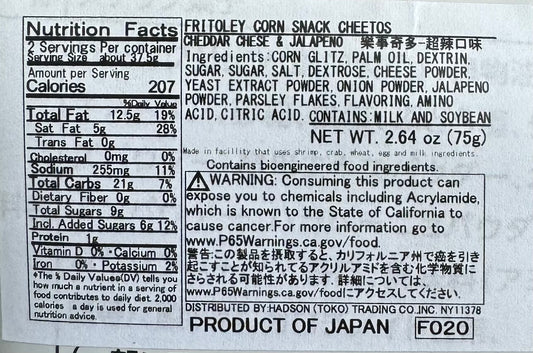 Nutrition Facts
2 Servings Per container
Serving Size about 37.5g
Amount per Serving
Calories 207
%Daily Value
Total Fat 12.5g 19%
Sat Fat 5g 28%
Trans Fat 0g
Cholesterol 0mg 0%
Sodium 255mg 11%
Total Carbs 21g 7%
Dietary Fiber 0g 0%
Total Sugars 9g
Incl. Added Sugars 6g 12%
Protein 1g
Vitamin D 0% · Calcium 0%
Iron 0% · Potassium 2%
*The % Daily Values(DV) tells you
how much a nutrient in a serving of
food contributes to daily diet. 2,000
calories a day is used for general
nutrition advice.
FRITOLEY CORN SNACK CHEETOS
CHEDDAR CHESE & JALAPENO 樂事奇多-超辣口味
Ingredients:CORN GLITZ, PALM OIL, DEXTRIN,
SUGAR, SUGAR, SALT, DEXTROSE, CHEESE POWDER,
YEAST EXTRACT POWDER, ONION POWDER, JALAPENO
POWDER, PARSLEY FLAKES, FLAVORING, AMINO
ACID, CITRIC ACID. CONTAINS:MILK AND SOYBEAN
NET WT. 2.64 oz (75g)
Made in facillity that uses shrimp, crab, wheat, egg and milk ingredients.
Contains bioengineered food ingredients.
⚠WARNING: Consuming this product can
expose you to chemicals including Acrylamide,
which is known to the State of California to
cause cancer.For more information go to
www.P65Warnings.ca.gov/food.
警告:この製品を摂取すると、カリフォルニア州で癌を引き
起こすことが知られてるアクリルアミドを含む化学物質に
さらされる可能性があります. 詳細については、
www.P65Warnings.ca.gov/foodにアクセスしてください.
DISTRIBUTED BY:HADSON (TOKO) TRADING CO.,INC. NY11378
PRODUCT OF JAPAN F020